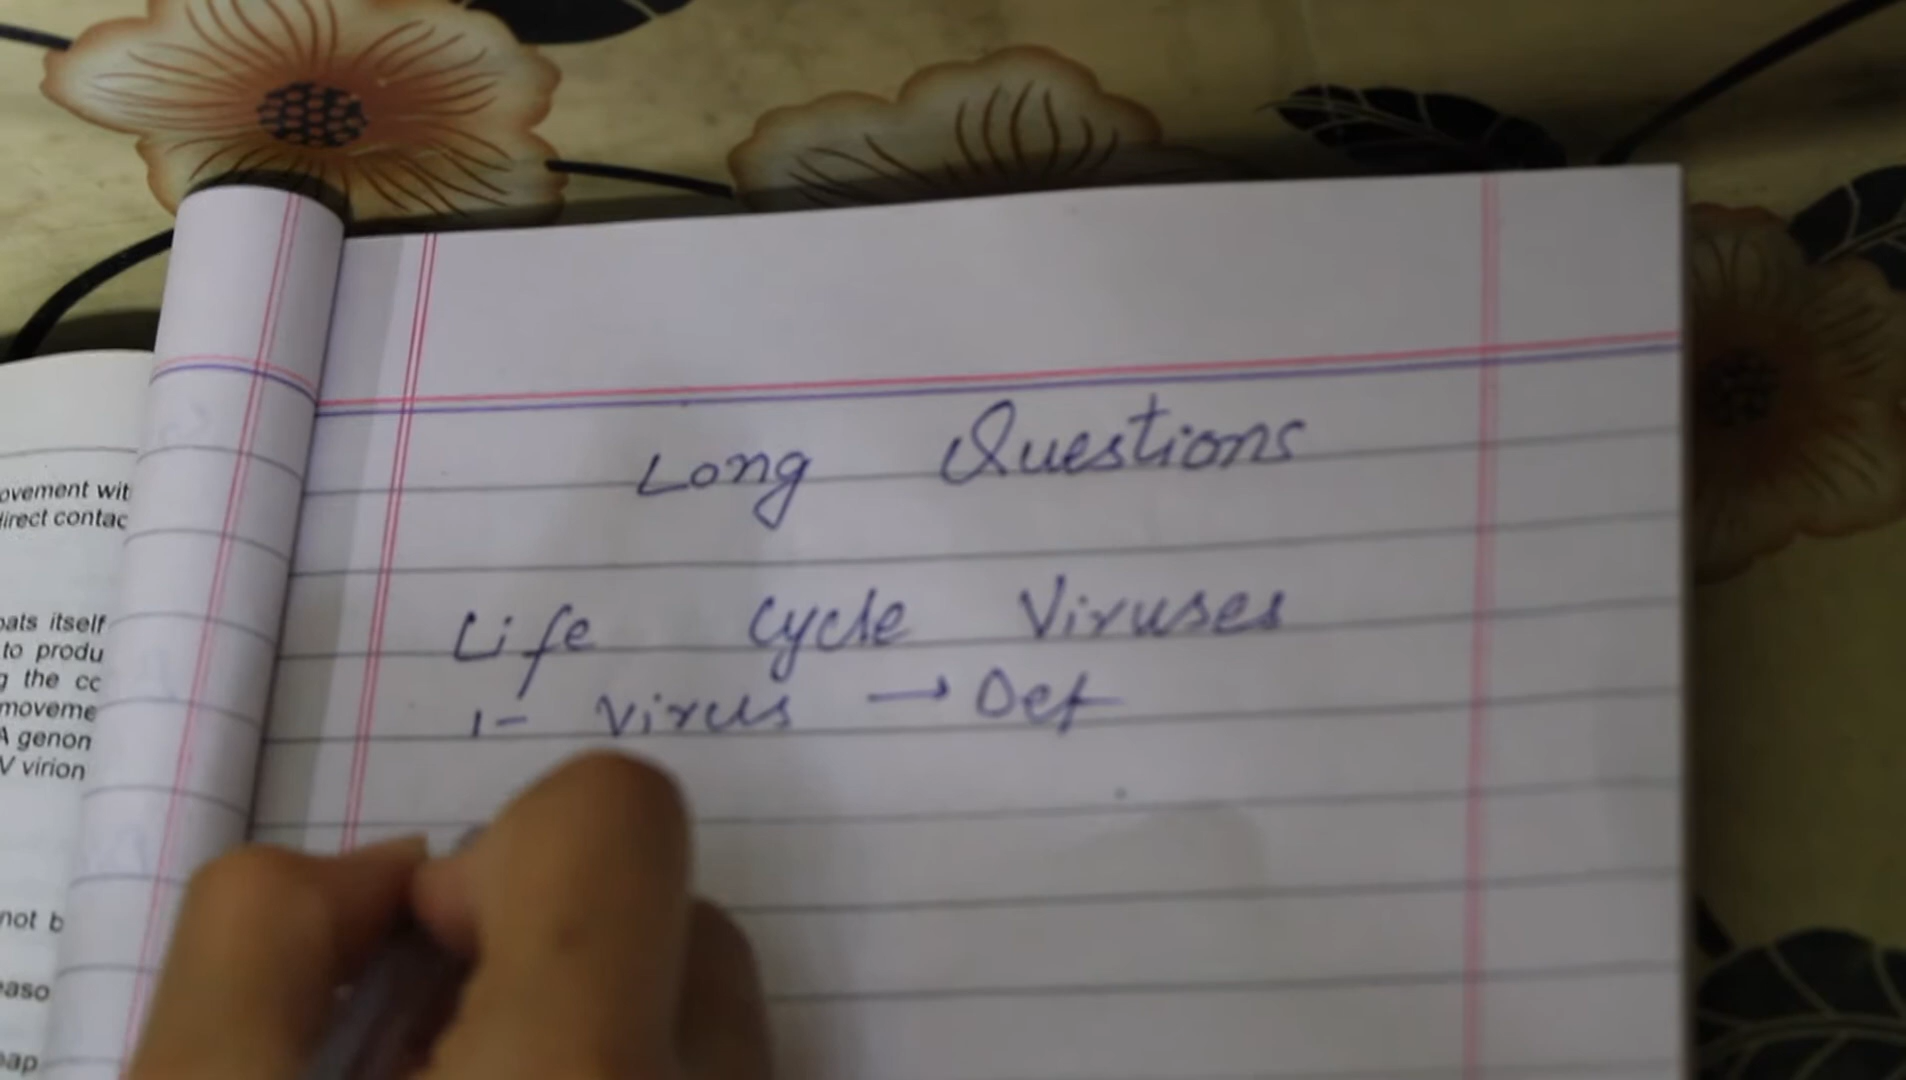 ovement wit
direct contac
ats itself
to produ
g the cc
moveme
A genon
V virion
not b
easo
ap
Long Questions
Life Cycle Viruses
1- Virus → Def